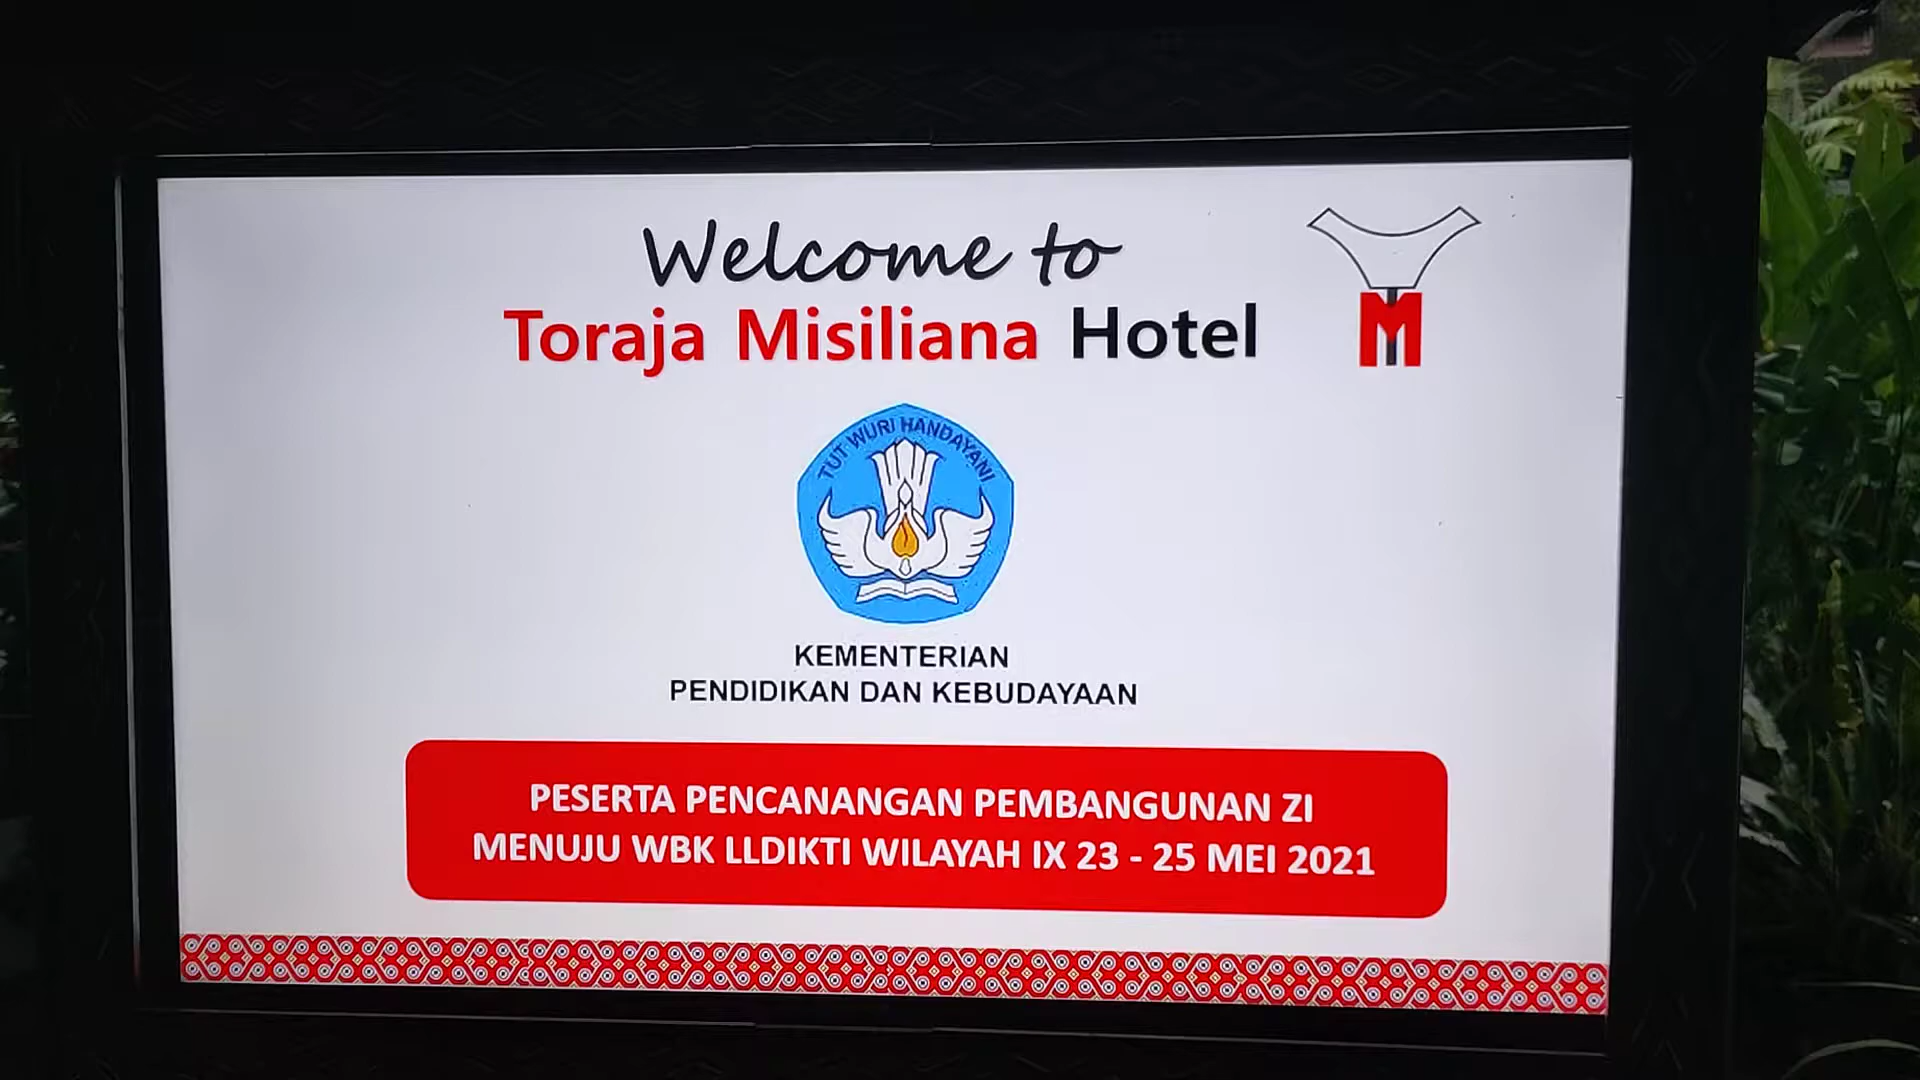 Welcome to
Toraja Misiliana Hotel
M
TUT WURI HANDAYANI
KEMENTERIAN
PENDIDIKAN DAN KEBUDAYAAN
PESERTA PENCANANGAN PEMBANGUNAN ZI
MENUJU WBK LLDIKTI WILAYAH IX 23 - 25 MEI 2021